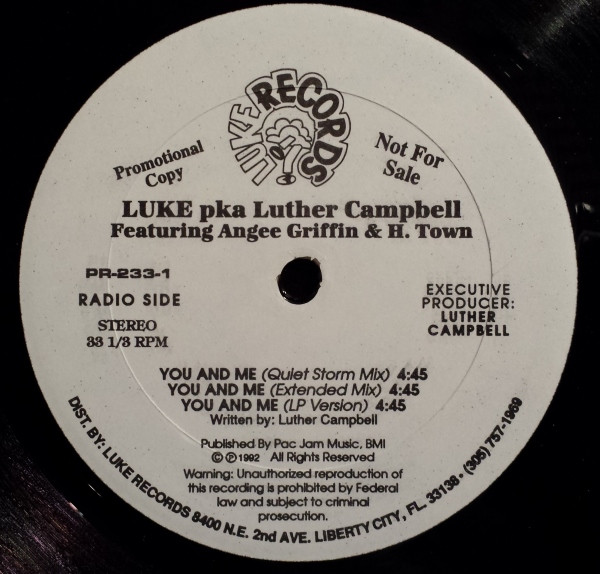 LUKE RECORDS
Promotional
Copy
Not For
Sale
LUKE pka Luther Campbell
Featuring Angee Griffin & H. Town
PR-233-1
RADIO SIDE
STEREO
33 1/3 RPM
EXECUTIVE
PRODUCER:
LUTHER
CAMPBELL
YOU AND ME (Quiet Storm Mix) 4:45
YOU AND ME (Extended Mix) 4:45
YOU AND ME (LP Version) 4:45
Written by: Luther Campbell
Published By Pac Jam Music, BMI
© ℗ 1992 All Rights Reserved
Warning: Unauthorized reproduction of
this recording is prohibited by Federal
law and subject to criminal
prosecution.
DIST. BY: LUKE RECORDS 8400 N.E. 2nd AVE. LIBERTY CITY, FL. 33138 • (305) 757-1969